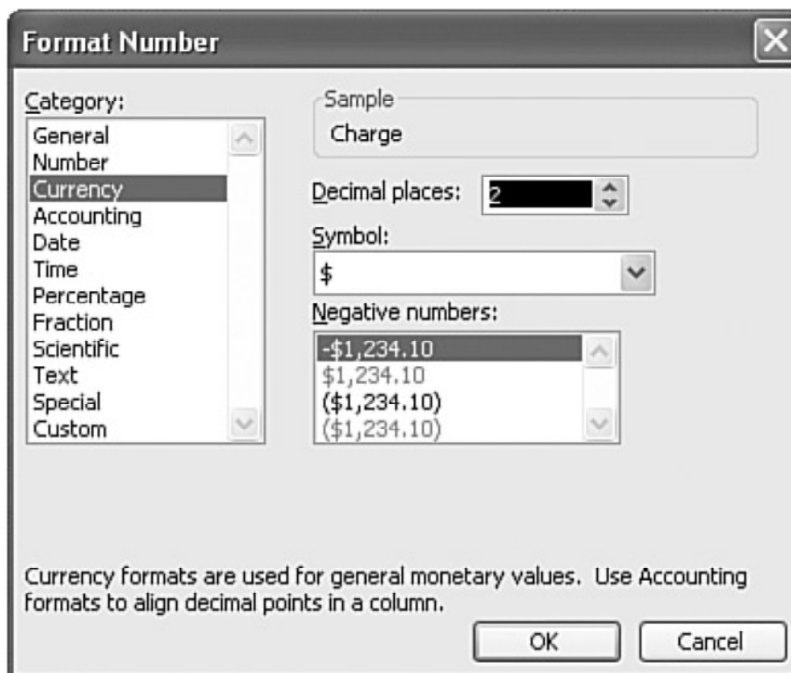 Format Number
Category:
General
Number
Currency
Accounting
Date
Time
Percentage
Fraction
Scientific
Text
Special
Custom
Sample
Charge
Decimal places: 2
Symbol:
$
Negative numbers:
-$1,234.10
$1,234.10
($1,234.10)
($1,234.10)
Currency formats are used for general monetary values. Use Accounting
formats to align decimal points in a column.
OK Cancel